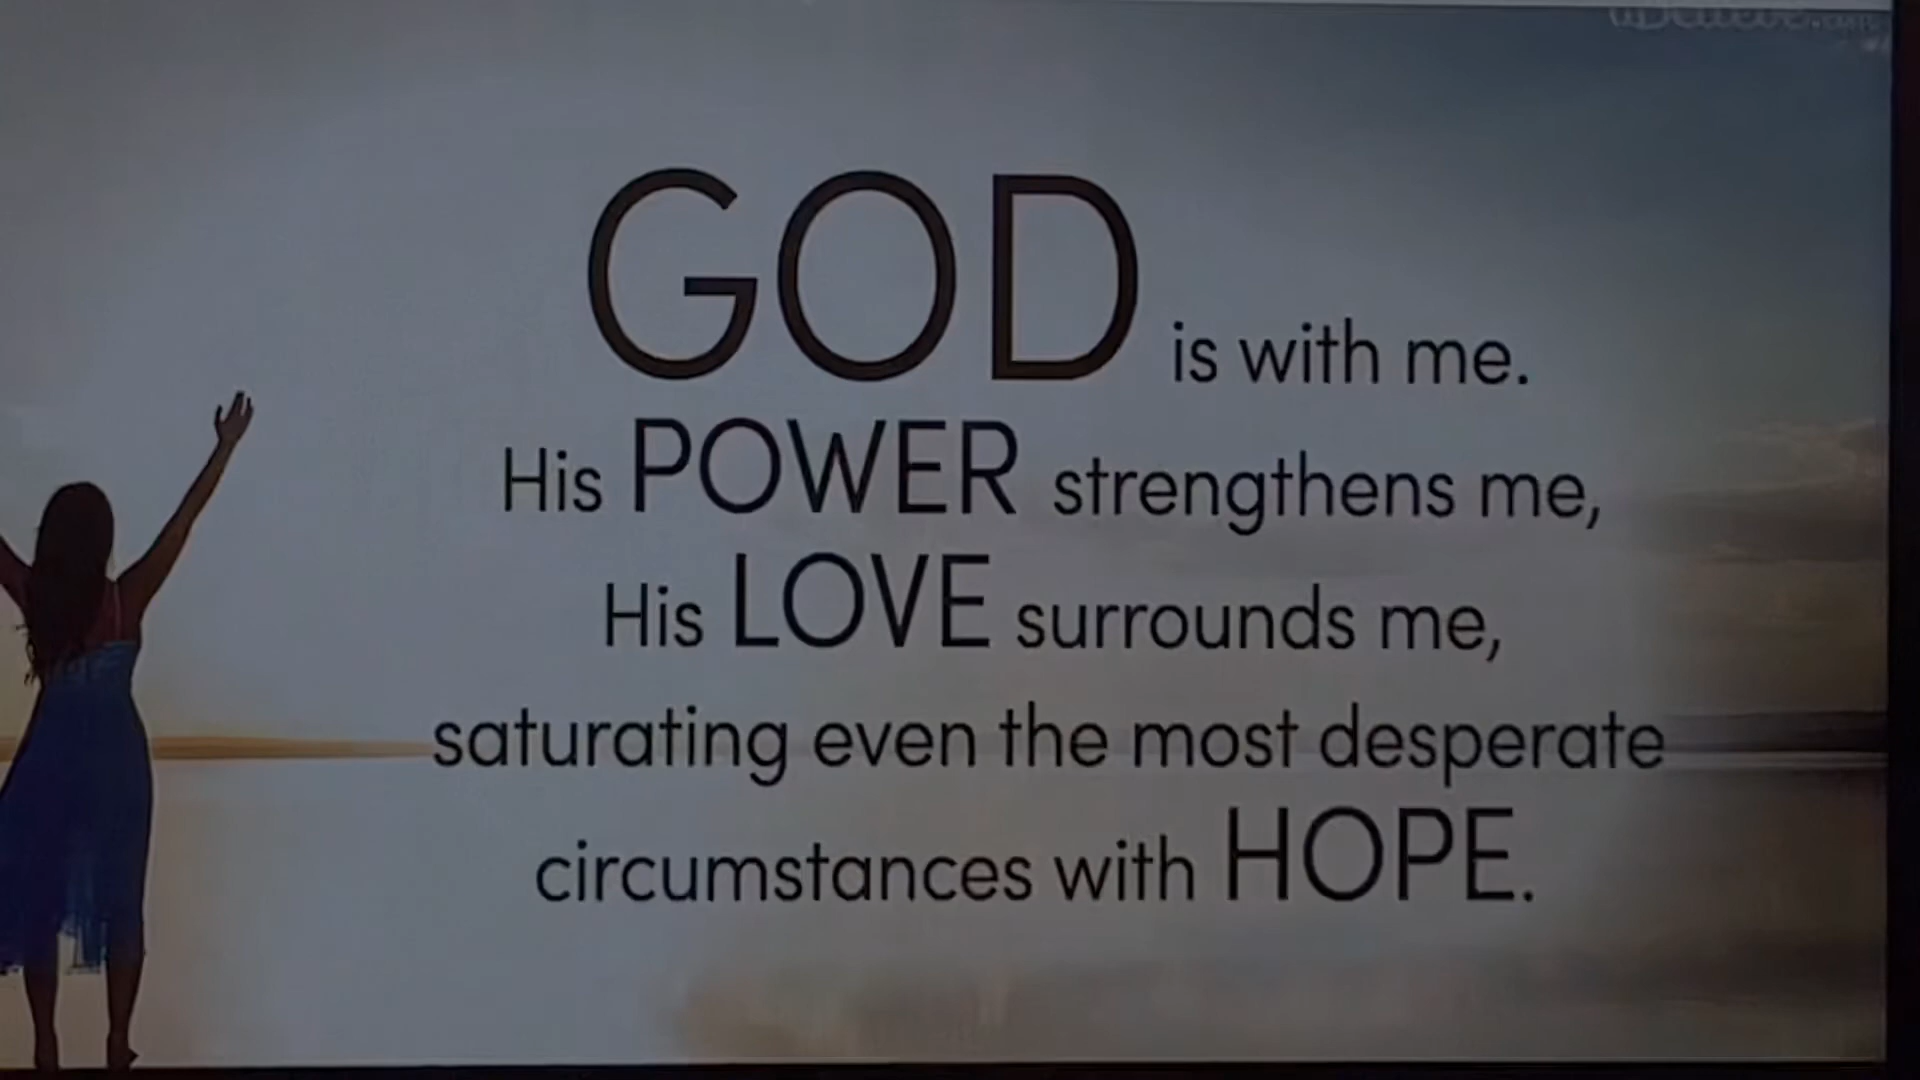 GOD is with me.
His POWER strengthens me,
His LOVE surrounds me,
saturating even the most desperate
circumstances with HOPE.